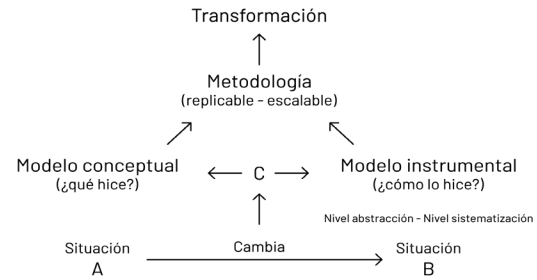 Transformación
Metodología
(replicable - escalable)
Modelo conceptual
(¿qué hice?)
C
Modelo instrumental
(¿cómo lo hice?)
Nivel abstracción - Nivel sistematización
Situación
A
Cambia
Situación
B